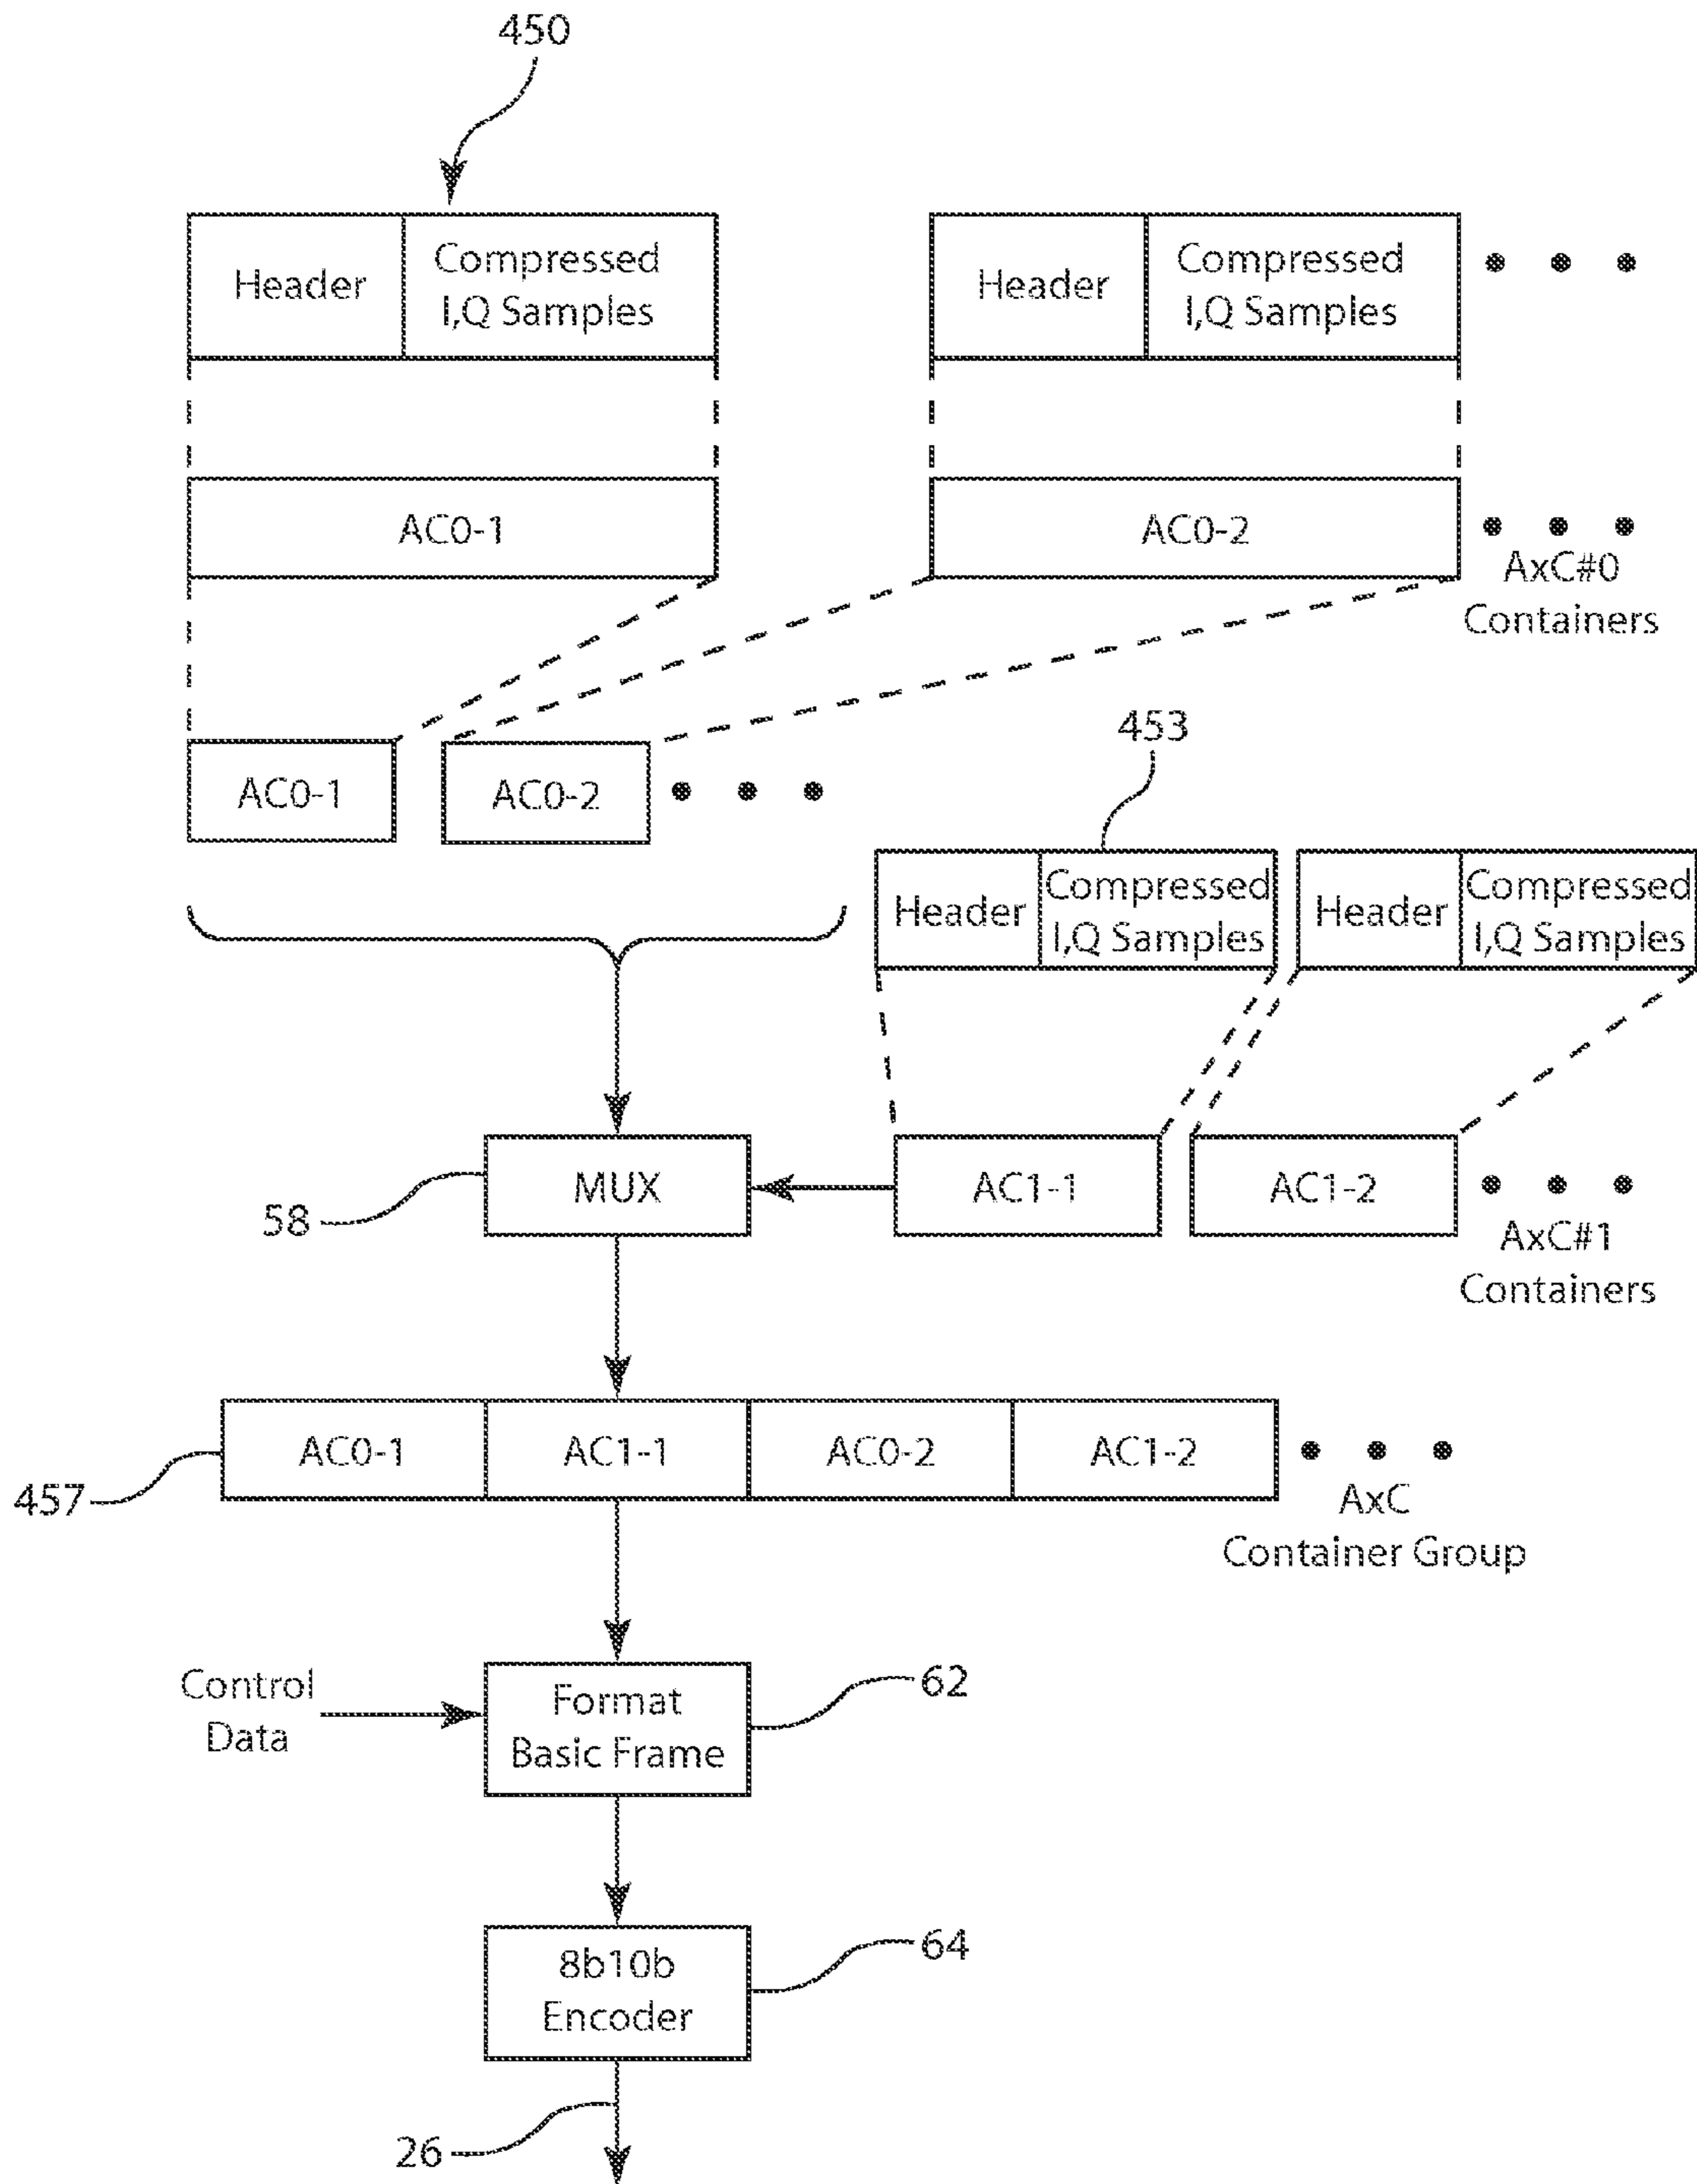 450
Header
Compressed
I,Q Samples
Header
Compressed
I,Q Samples
AC0-1
AC0-2
AxC#0
Containers
AC0-1
AC0-2
453
Header
Compressed
I,Q Samples
Header
Compressed
I,Q Samples
58
MUX
AC1-1
AC1-2
AxC#1
Containers
457
AC0-1
AC1-1
AC0-2
AC1-2
AxC
Container Group
Control
Data
Format
Basic Frame
62
8b10b
Encoder
64
26